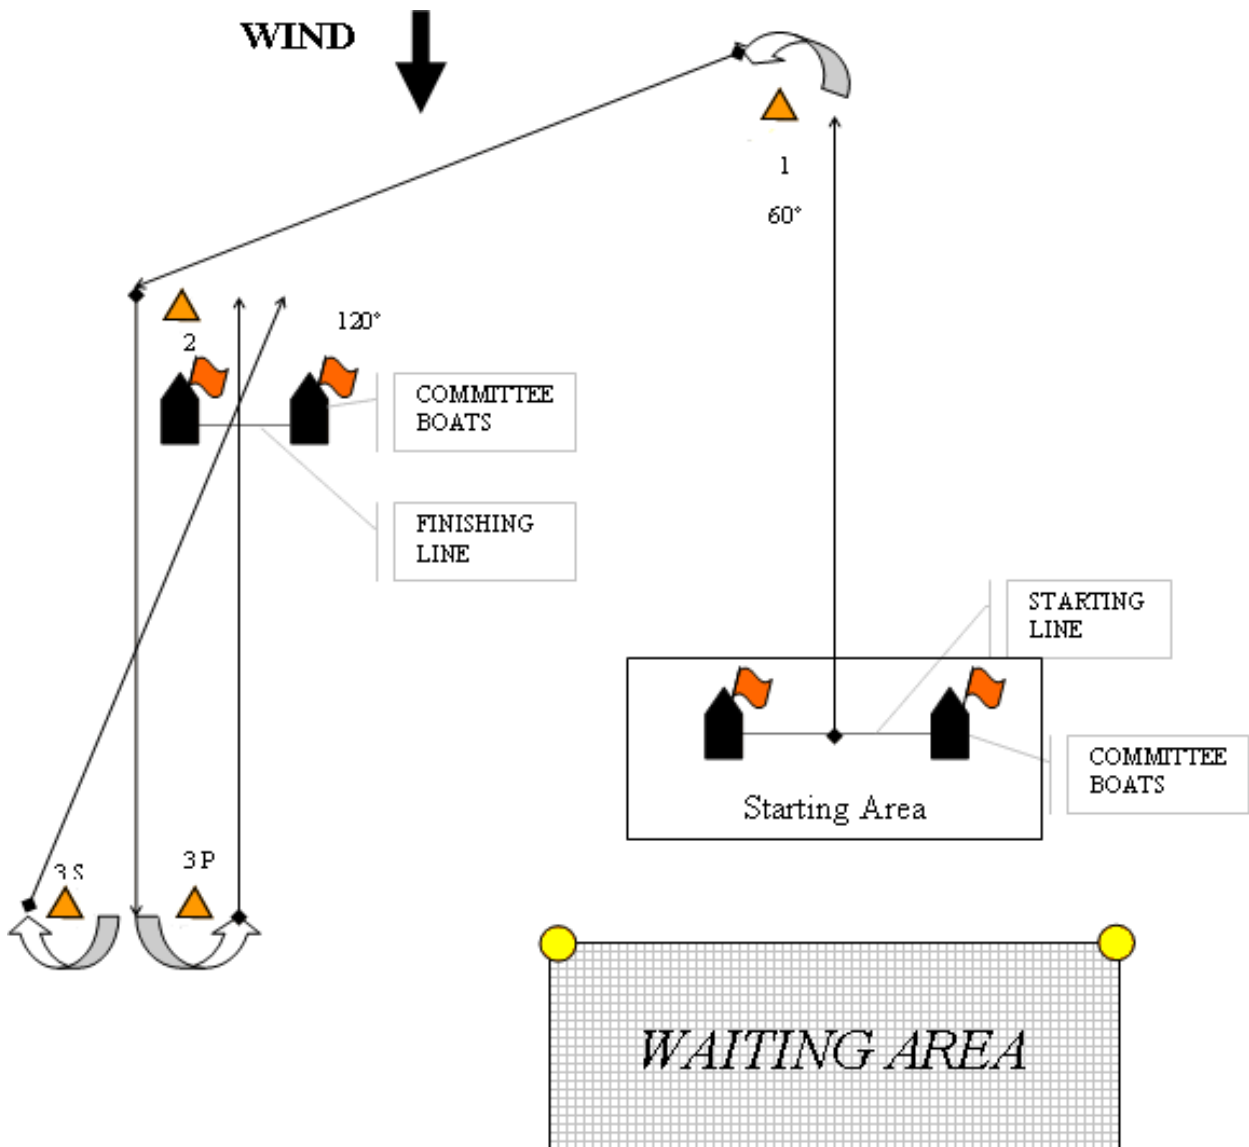 WIND
1
60°
2
120°
COMMITTEE
BOATS
FINISHING
LINE
STARTING
LINE
COMMITTEE
BOATS
Starting Area
3 S
3 P
WAITING AREA